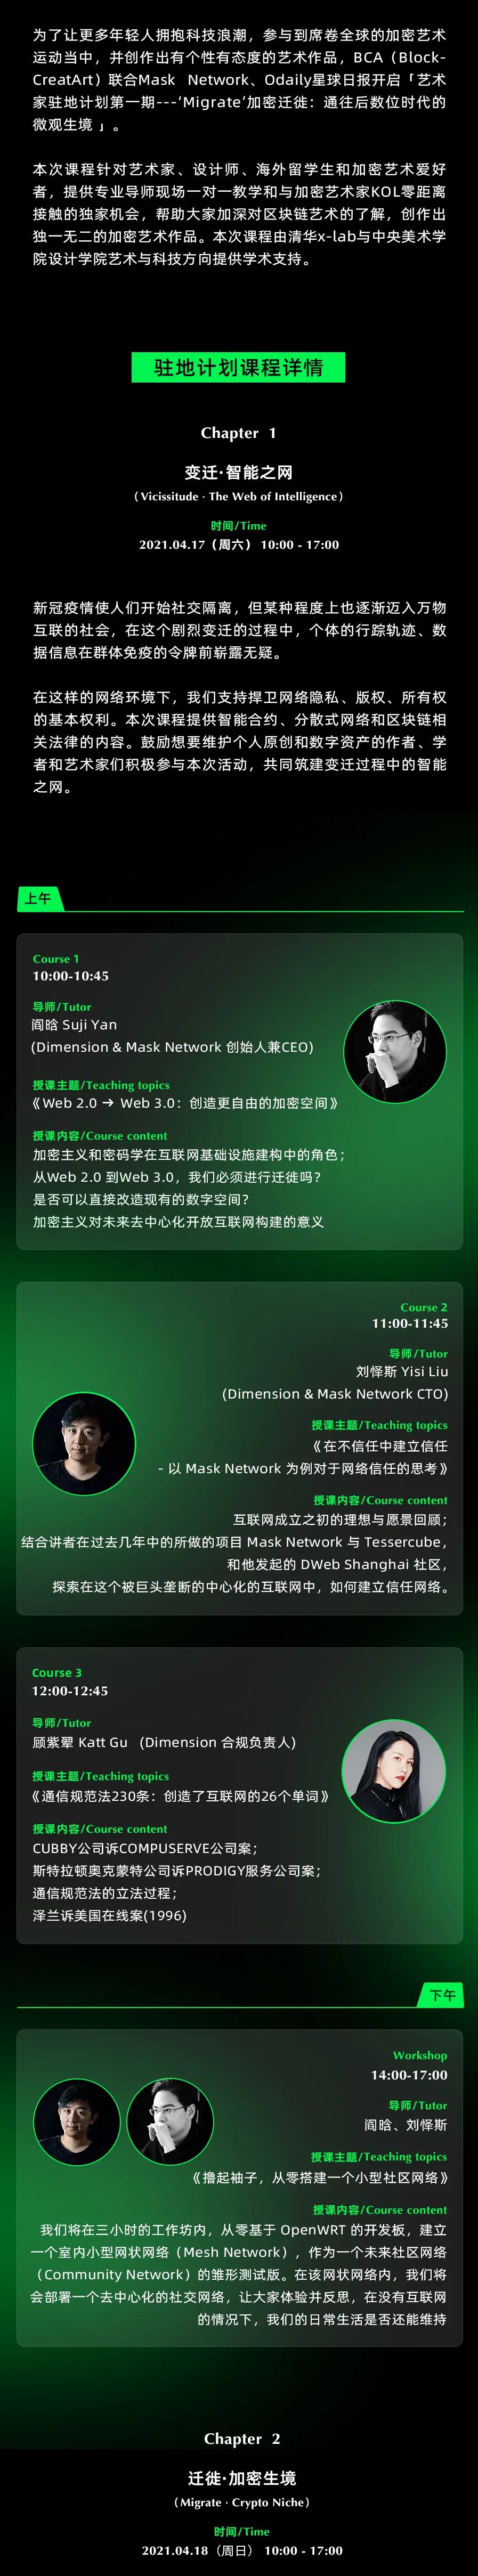 为了让更多年轻人拥抱科技浪潮，参与到席卷全球的加密艺术
运动当中，并创作出有个性有态度的艺术作品，BCA（Block-
CreatArt）联合Mask Network、Odaily星球日报开启「艺术
家驻地计划第一期---‘Migrate’加密迁徙：通往后数位时代的
微观生境 」。
本次课程针对艺术家、设计师、海外留学生和加密艺术爱好
者，提供专业导师现场一对一教学和与加密艺术家KOL零距离
接触的独家机会，帮助大家加深对区块链艺术的了解，创作出
独一无二的加密艺术作品。本次课程由清华x-lab与中央美术学
院设计学院艺术与科技方向提供学术支持。
驻地计划课程详情
Chapter 1
变迁·智能之网
（Vicissitude · The Web of Intelligence）
时间/Time
2021.04.17（周六） 10:00 - 17:00
新冠疫情使人们开始社交隔离，但某种程度上也逐渐迈入万物
互联的社会，在这个剧烈变迁的过程中，个体的行踪轨迹、数
据信息在群体免疫的令牌前崭露无疑。
在这样的网络环境下，我们支持捍卫网络隐私、版权、所有权
的基本权利。本次课程提供智能合约、分散式网络和区块链相
关法律的内容。鼓励想要维护个人原创和数字资产的作者、学
者和艺术家们积极参与本次活动，共同筑建变迁过程中的智能
之网。
上午
Course 1
10:00-10:45
导师/Tutor
阎晗 Suji Yan
(Dimension & Mask Network 创始人兼CEO)
授课主题/Teaching topics
《Web 2.0 → Web 3.0：创造更自由的加密空间》
授课内容/Course content
加密主义和密码学在互联网基础设施建构中的角色；
从Web 2.0 到Web 3.0，我们必须进行迁徙吗？
是否可以直接改造现有的数字空间？
加密主义对未来去中心化开放互联网构建的意义
Course 2
11:00-11:45
导师/Tutor
刘怿斯 Yisi Liu
(Dimension & Mask Network CTO)
授课主题/Teaching topics
《在不信任中建立信任
- 以 Mask Network 为例对于网络信任的思考》
授课内容/Course content
互联网成立之初的理想与愿景回顾；
结合讲者在过去几年中的所做的项目 Mask Network 与 Tessercube，
和他发起的 DWeb Shanghai 社区，
探索在这个被巨头垄断的中心化的互联网中，如何建立信任网络。
Course 3
12:00-12:45
导师/Tutor
顾紫翚 Katt Gu （Dimension 合规负责人)
授课主题/Teaching topics
《通信规范法230条：创造了互联网的26个单词》
授课内容/Course content
CUBBY公司诉COMPUSERVE公司案；
斯特拉顿奥克蒙特公司诉PRODIGY服务公司案；
通信规范法的立法过程；
泽兰诉美国在线案(1996)
下午
Workshop
14:00-17:00
导师/Tutor
阎晗、刘怿斯
授课主题/Teaching topics
《撸起袖子，从零搭建一个小型社区网络》
授课内容/Course content
我们将在三小时的工作坊内，从零基于 OpenWRT 的开发板，建立
一个室内小型网状网络（Mesh Network），作为一个未来社区网络
（Community Network）的雏形测试版。在该网状网络内，我们将
会部署一个去中心化的社交网络，让大家体验并反思，在没有互联网
的情况下，我们的日常生活是否还能维持
Chapter 2
迁徙·加密生境
（Migrate · Crypto Niche）
时间/Time
2021.04.18（周日） 10:00 - 17:00